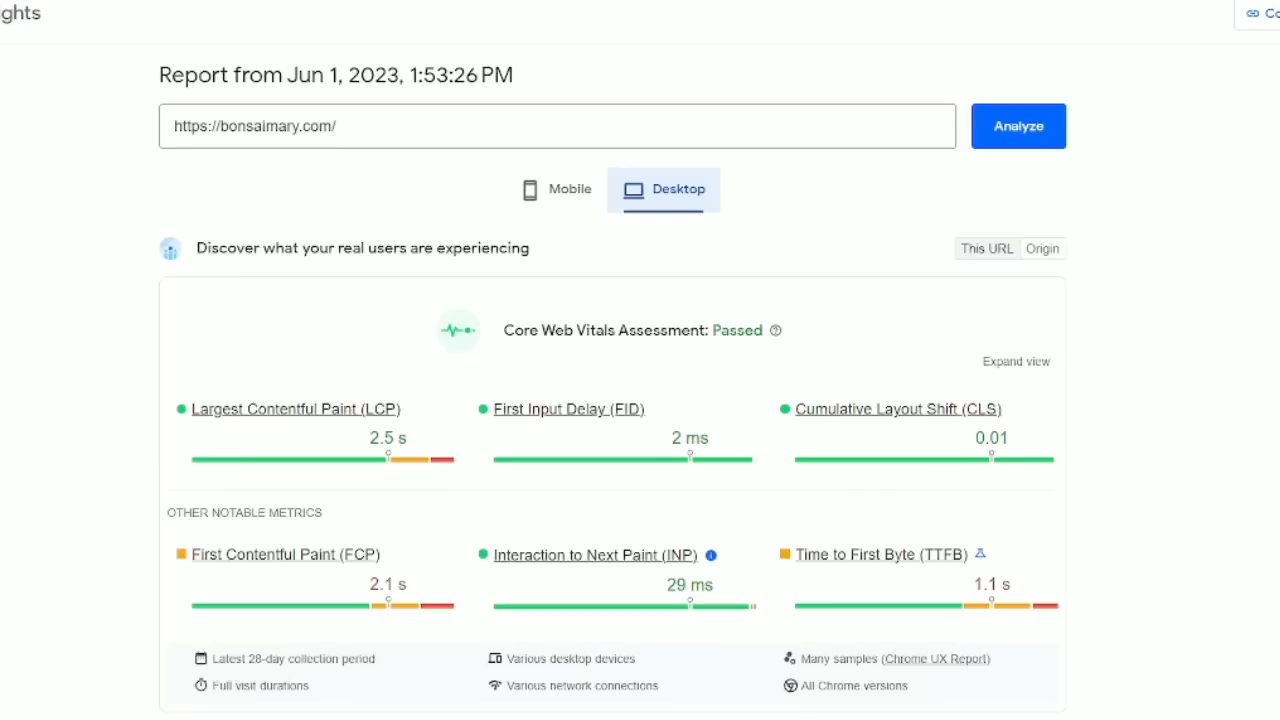 ghts
Co
Report from Jun 1, 2023, 1:53:26 PM
https://bonsaimary.com/
Analyze
Mobile
Desktop
Discover what your real users are experiencing
This URL
Origin
Core Web Vitals Assessment: Passed
Expand view
Largest Contentful Paint (LCP)
First Input Delay (FID)
Cumulative Layout Shift (CLS)
2.5 s
2 ms
0.01
OTHER NOTABLE METRICS
First Contentful Paint (FCP)
Interaction to Next Paint (INP)
Time to First Byte (TTFB)
2.1 s
29 ms
1.1 s
Latest 28-day collection period
Various desktop devices
Many samples (Chrome UX Report)
Full visit durations
Various network connections
All Chrome versions